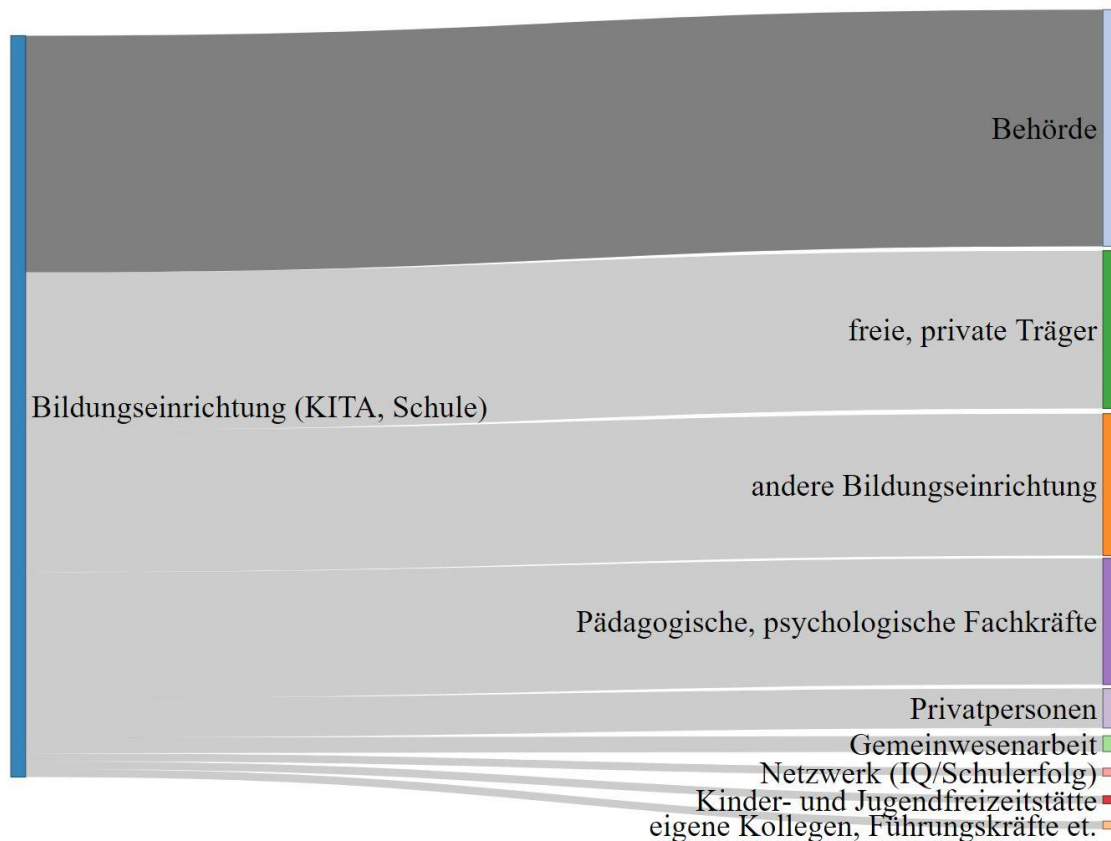 Behörde
freie, private Träger
Bildungseinrichtung (KITA, Schule)
andere Bildungseinrichtung
Pädagogische, psychologische Fachkräfte
Privatpersonen
Gemeinwesenarbeit
Netzwerk (IQ/Schulerfolg)
Kinder- und Jugendfreizeitstätte
eigene Kollegen, Führungskräfte et.